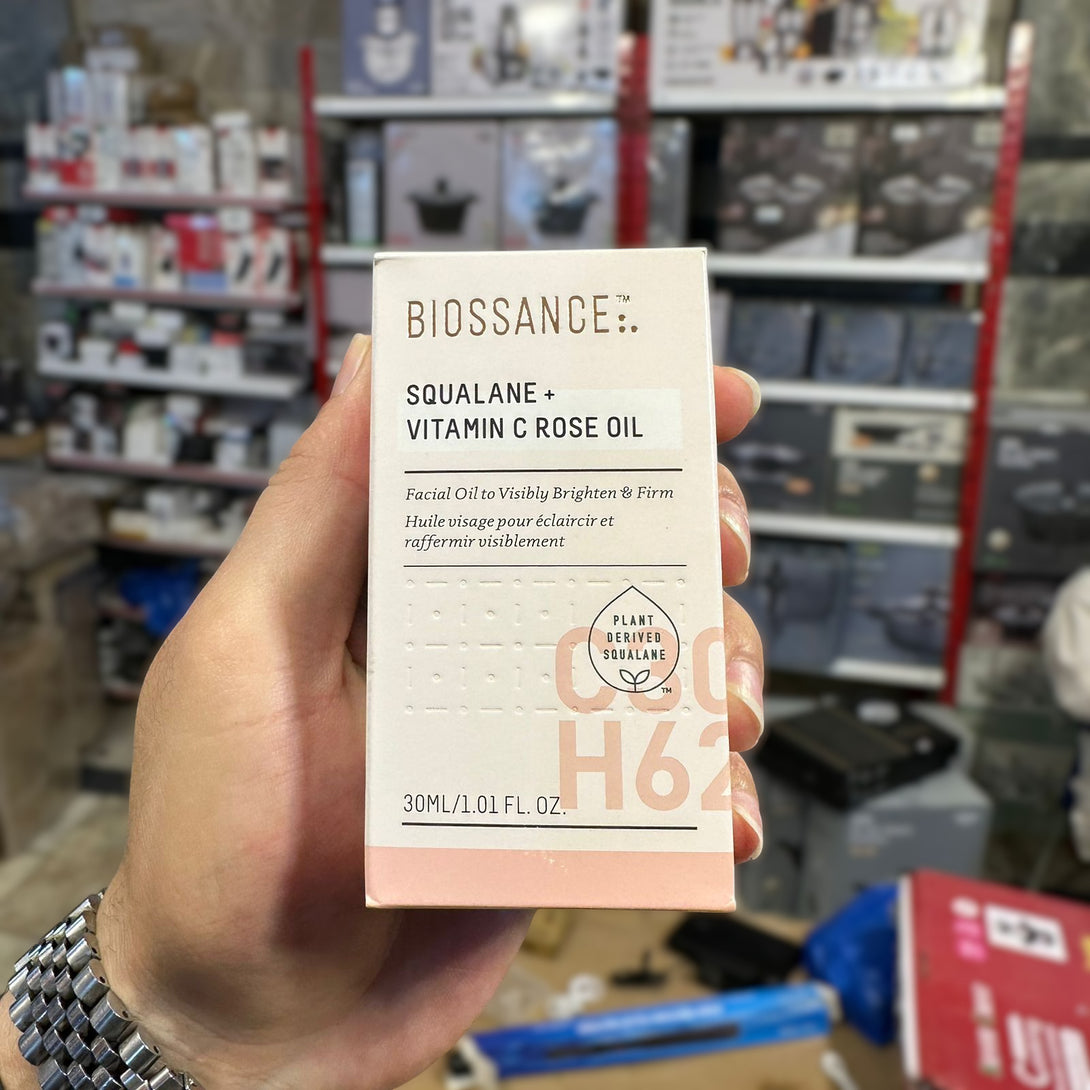 BIOSSANCE™:.
SQUALANE +
VITAMIN C ROSE OIL
Facial Oil to Visibly Brighten & Firm
Huile visage pour éclaircir et
raffermir visiblement
PLANT
DERIVED
SQUALANE
™
C30
H62
30ML/1.01 FL. OZ.